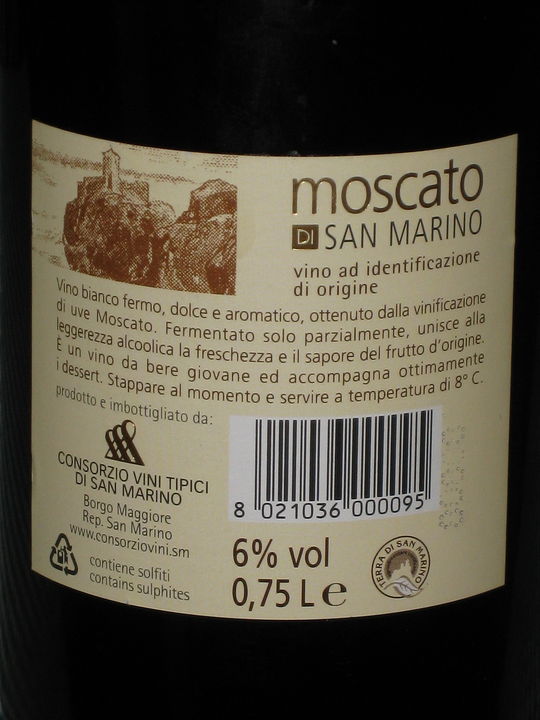 moscato
DI SAN MARINO
vino ad identificazione
di origine
Vino bianco fermo, dolce e aromatico, ottenuto dalla vinificazione
di uve Moscato. Fermentato solo parzialmente, unisce alla
leggerezza alcoolica la freschezza e il sapore del frutto d'origine.
È un vino da bere giovane ed accompagna ottimamente
i dessert. Stappare al momento e servire a temperatura di 8° C.
prodotto e imbottigliato da:
CONSORZIO VINI TIPICI
DI SAN MARINO
Borgo Maggiore
Rep. San Marino
www.consorziovini.sm
contiene solfiti
contains sulphites
8 021036 000095
6% vol
0,75 L e
TERRA DI SAN MARINO